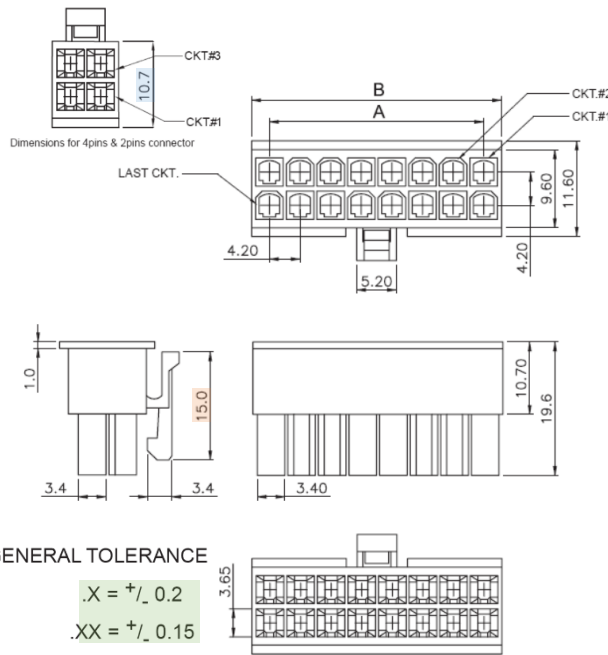 CKT.#3
10.7
CKT.#1
Dimensions for 4pins & 2pins connector
B
A
CKT.#2
CKT.#1
LAST CKT.
9.60
11.60
4.20
4.20
5.20
1.0
15.0
10.70
19.6
3.4
3.4
3.40
GENERAL TOLERANCE
.X = +/_ 0.2
.XX = +/_ 0.15
3.65